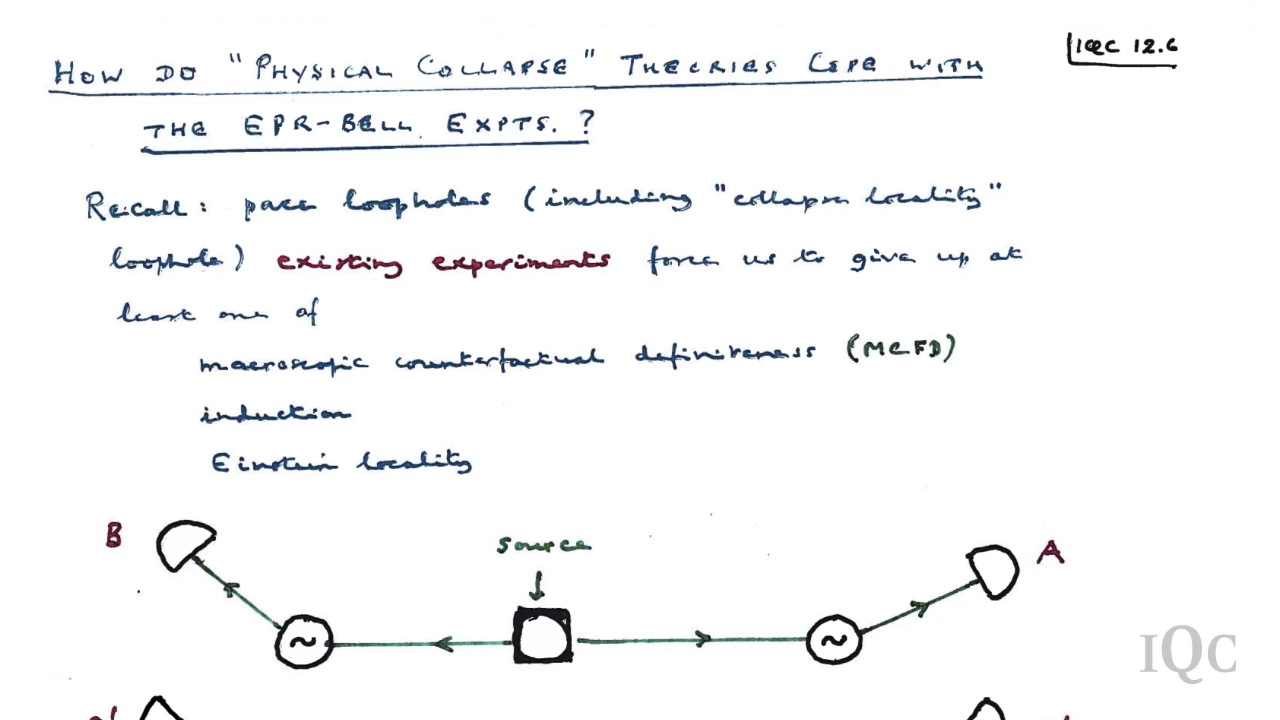 IQC 12.6
HOW DO "PHYSICAL COLLAPSE" THEORIES COPE WITH
THE EPR-BELL EXPTS.?
Recall: pace loopholes (including "collapse locality"
loophole) existing experiments force us to give up at
least one of
macroscopic counterfactual definiteness (MCFD)
induction
Einstein locality
B
source
A
~
~
IQC